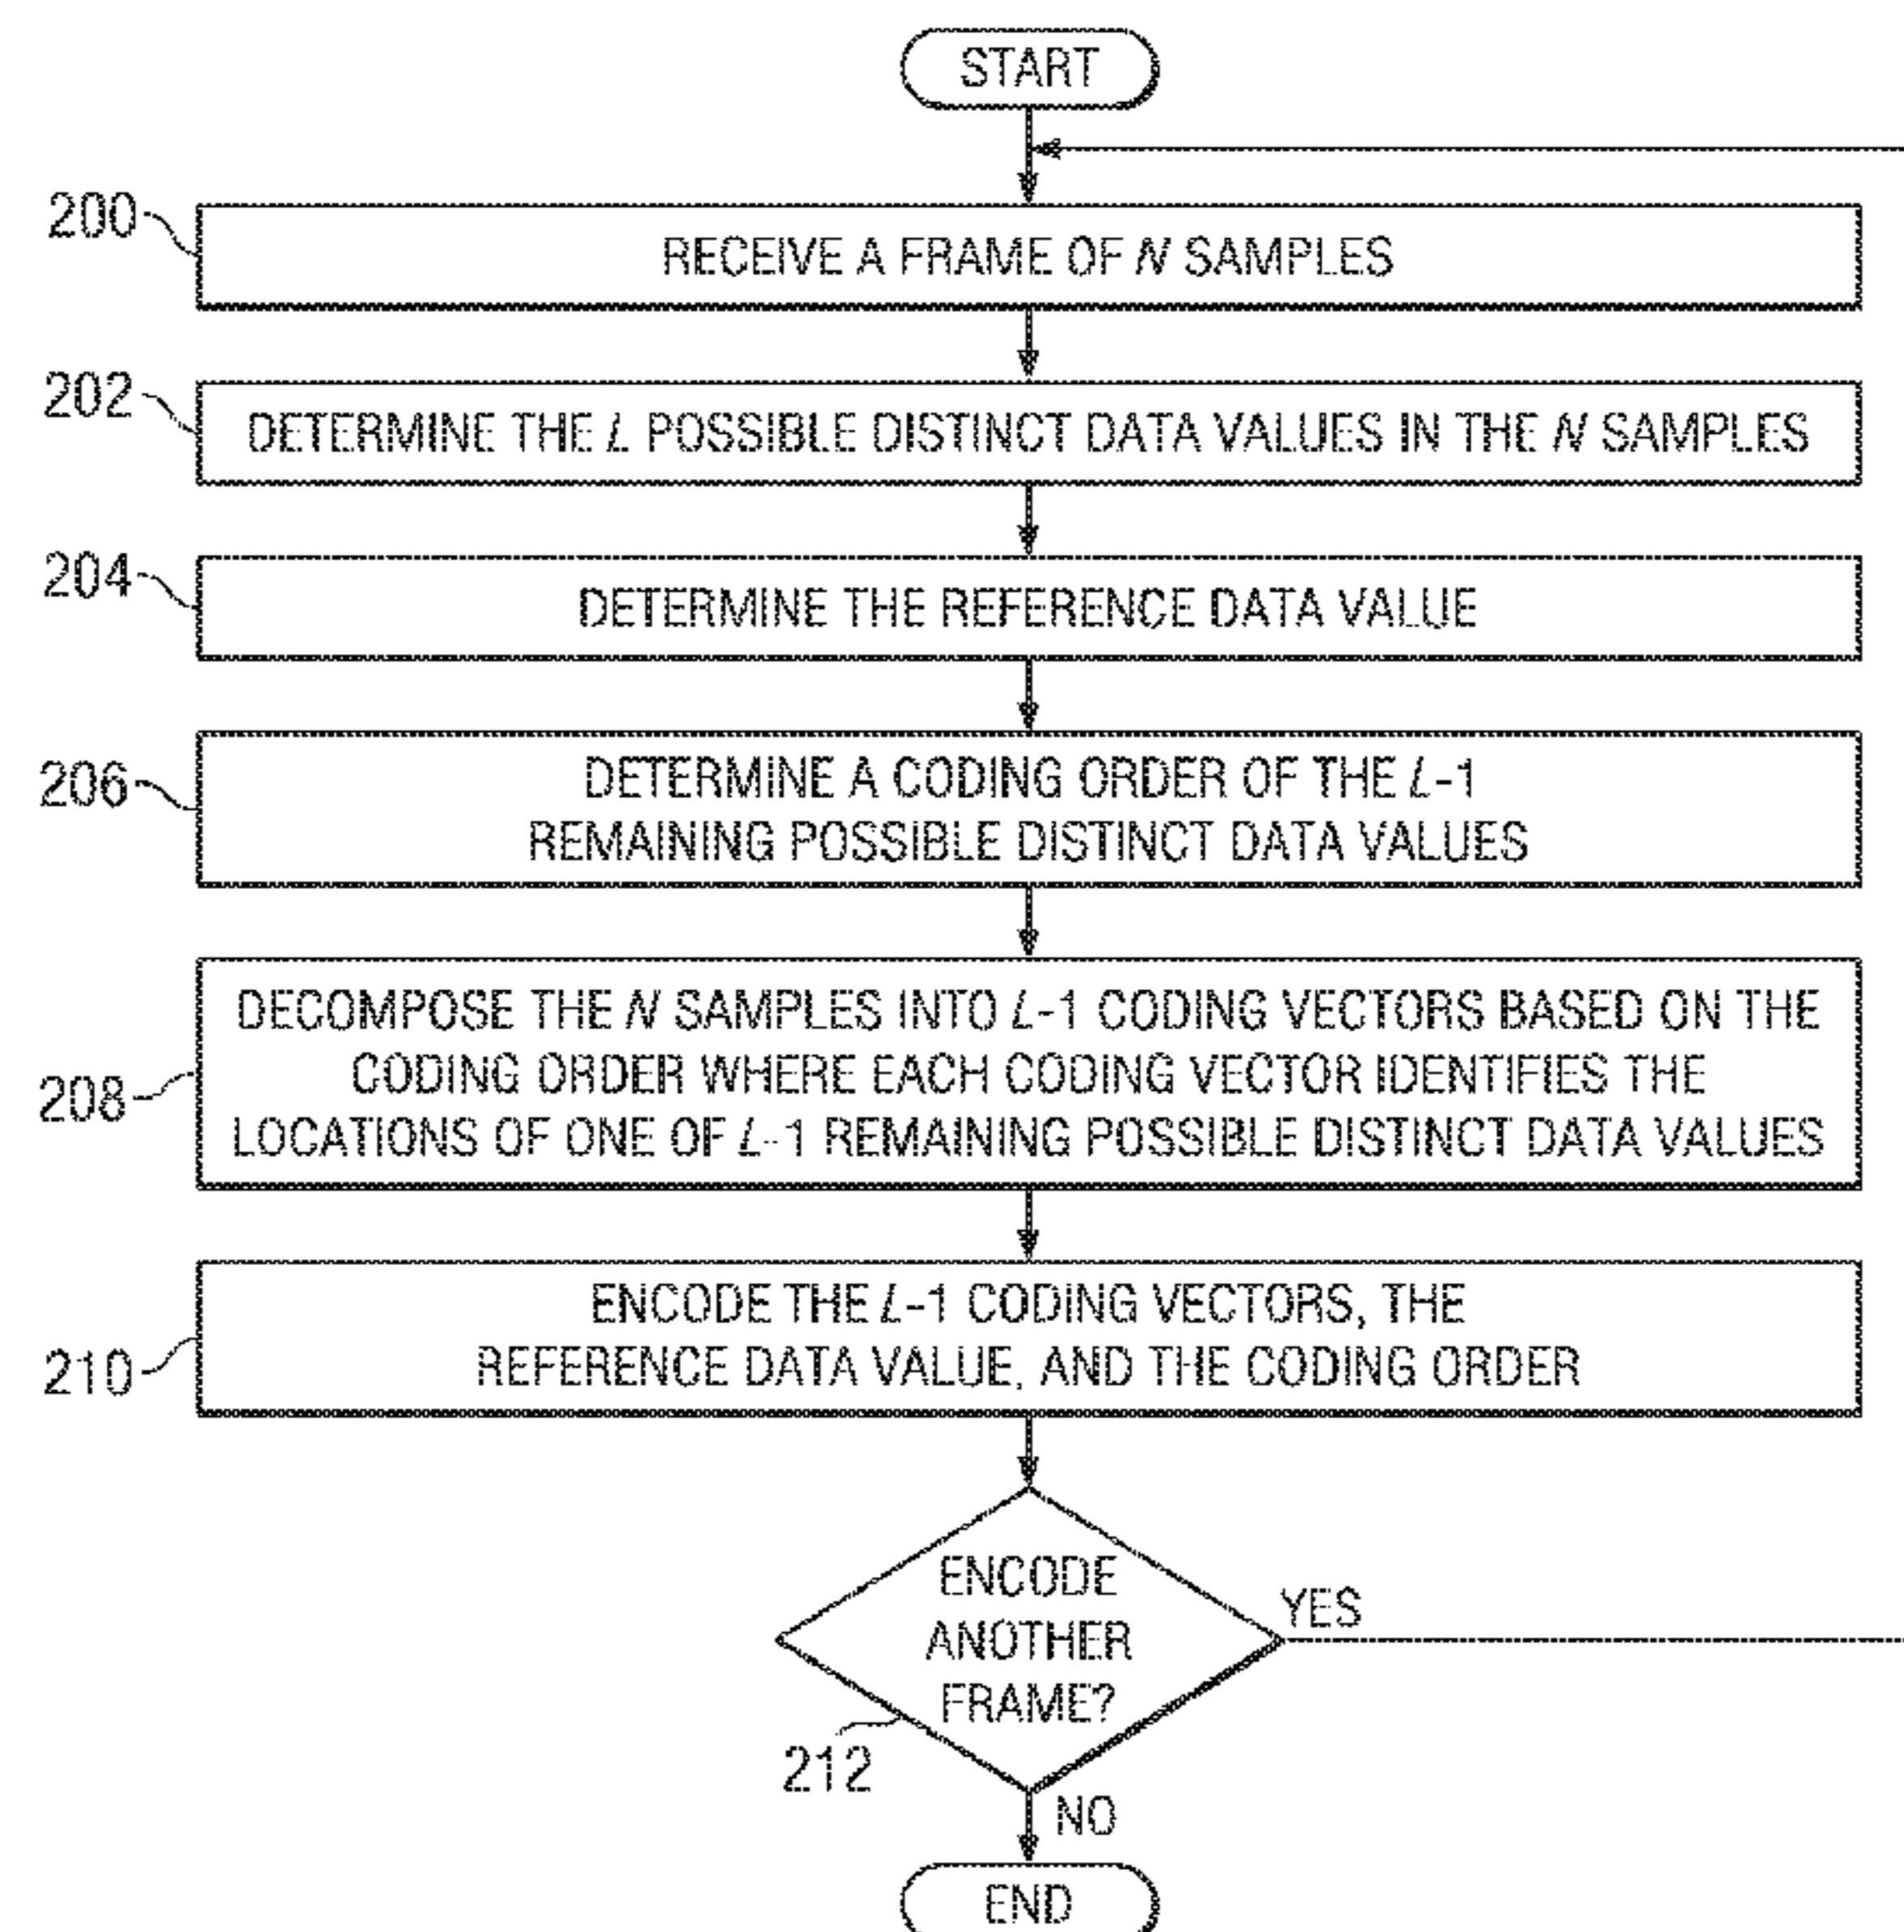 START
200
RECEIVE A FRAME OF N SAMPLES
202
DETERMINE THE L POSSIBLE DISTINCT DATA VALUES IN THE N SAMPLES
204
DETERMINE THE REFERENCE DATA VALUE
206
DETERMINE A CODING ORDER OF THE L-1
REMAINING POSSIBLE DISTINCT DATA VALUES
208
DECOMPOSE THE N SAMPLES INTO L-1 CODING VECTORS BASED ON THE
CODING ORDER WHERE EACH CODING VECTOR IDENTIFIES THE
LOCATIONS OF ONE OF L-1 REMAINING POSSIBLE DISTINCT DATA VALUES
210
ENCODE THE L-1 CODING VECTORS, THE
REFERENCE DATA VALUE, AND THE CODING ORDER
ENCODE
ANOTHER
FRAME?
YES
212
NO
END